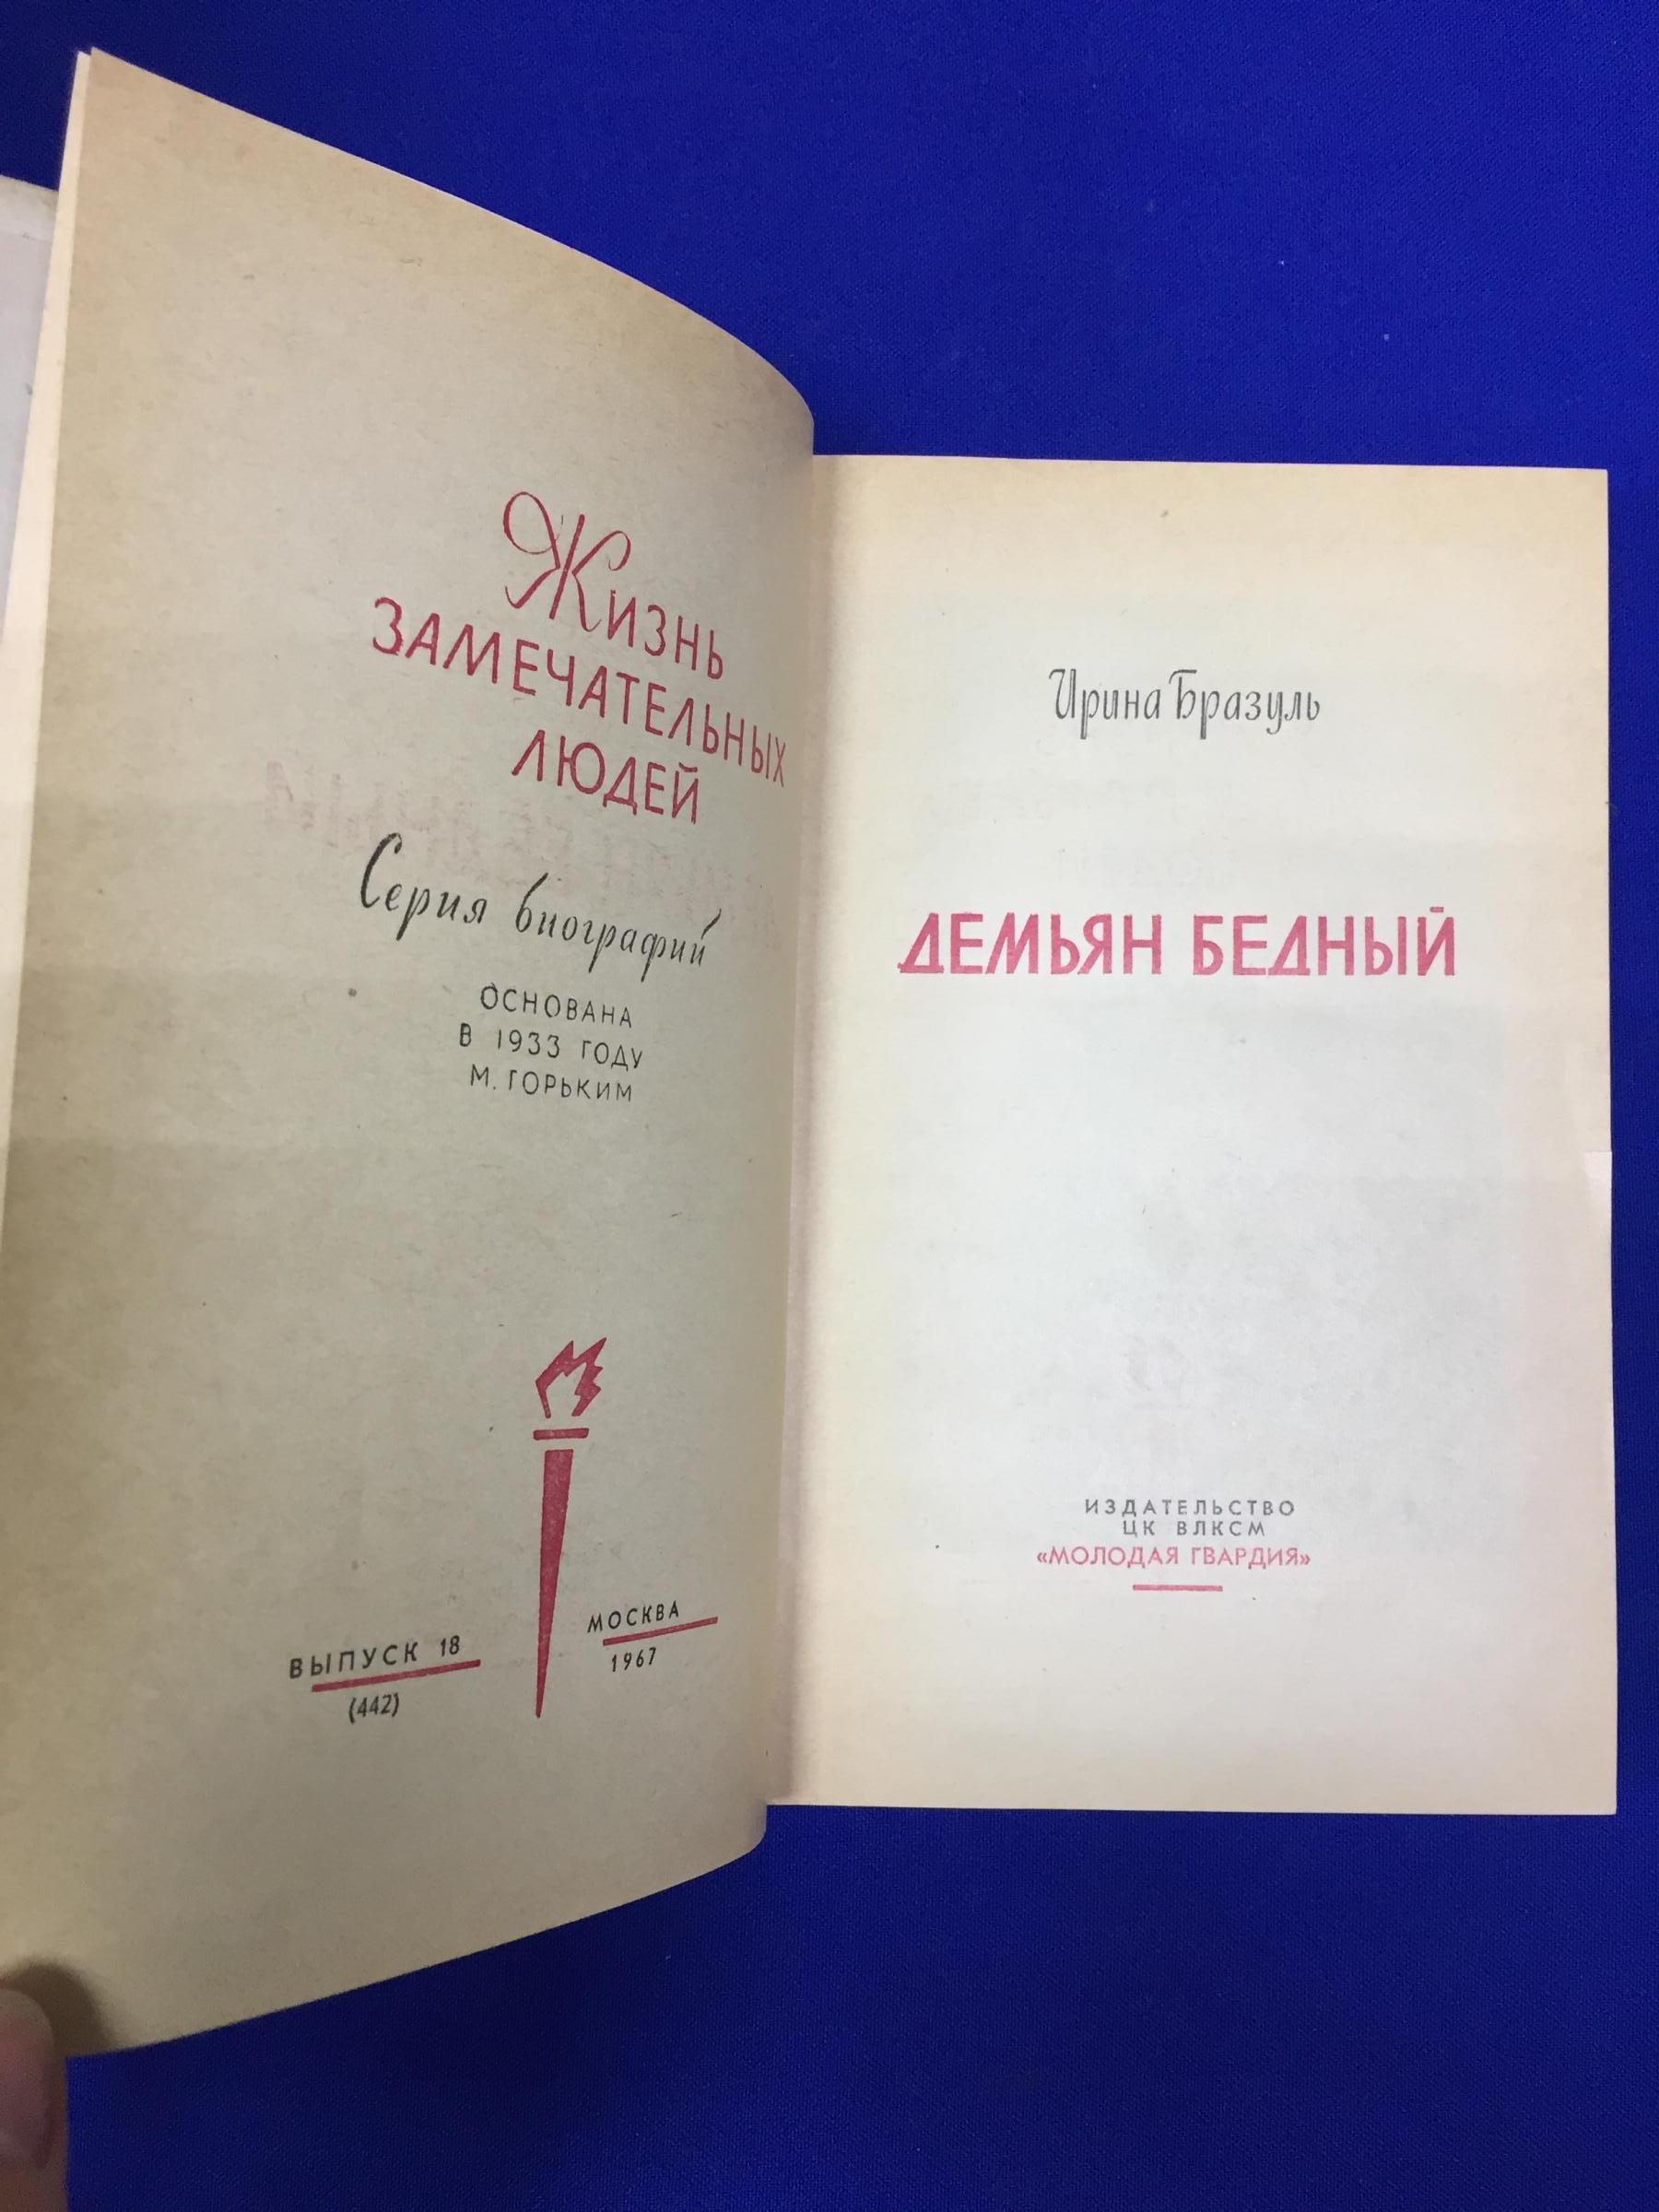 Жизнь
ЗАМЕЧАТЕЛЬНЫХ
ЛЮДЕЙ
Серия биографий
ОСНОВАНА
В 1933 ГОДУ
М. ГОРЬКИМ
ВЫПУСК 18
(442)
МОСКВА
1967
Ирина Бразуль
ДЕМЬЯН БЕДНЫЙ
ИЗДАТЕЛЬСТВО
ЦК ВЛКСМ
«МОЛОДАЯ ГВАРДИЯ»